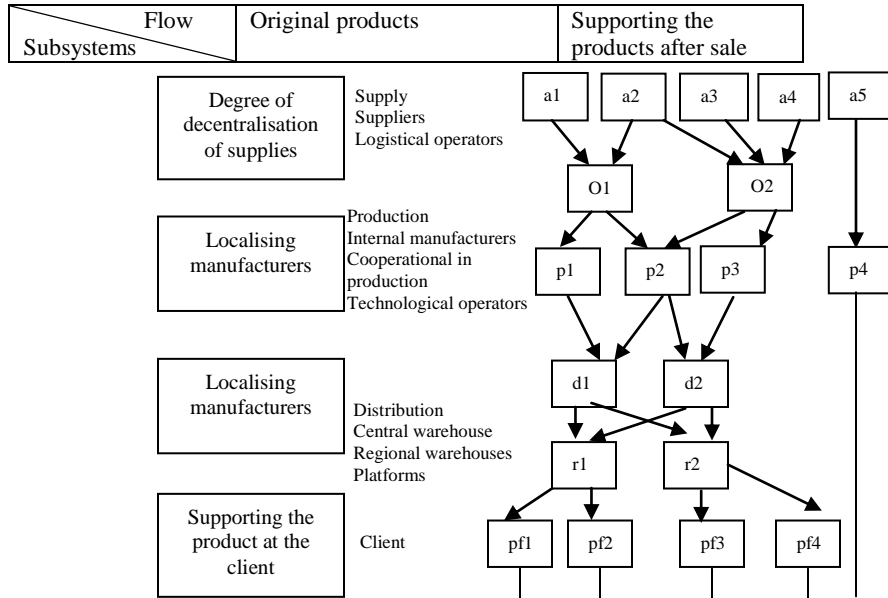 Flow
Subsystems
Original products
Supporting the
products after sale
Degree of
decentralisation
of supplies
Supply
Suppliers
Logistical operators
a1
a2
a3
a4
a5
O1
O2
Localising
manufacturers
Production
Internal manufacturers
Cooperational in
production
Technological operators
p1
p2
p3
p4
Localising
manufacturers
Distribution
Central warehouse
Regional warehouses
Platforms
d1
d2
r1
r2
Supporting the
product at the
client
Client
pf1
pf2
pf3
pf4